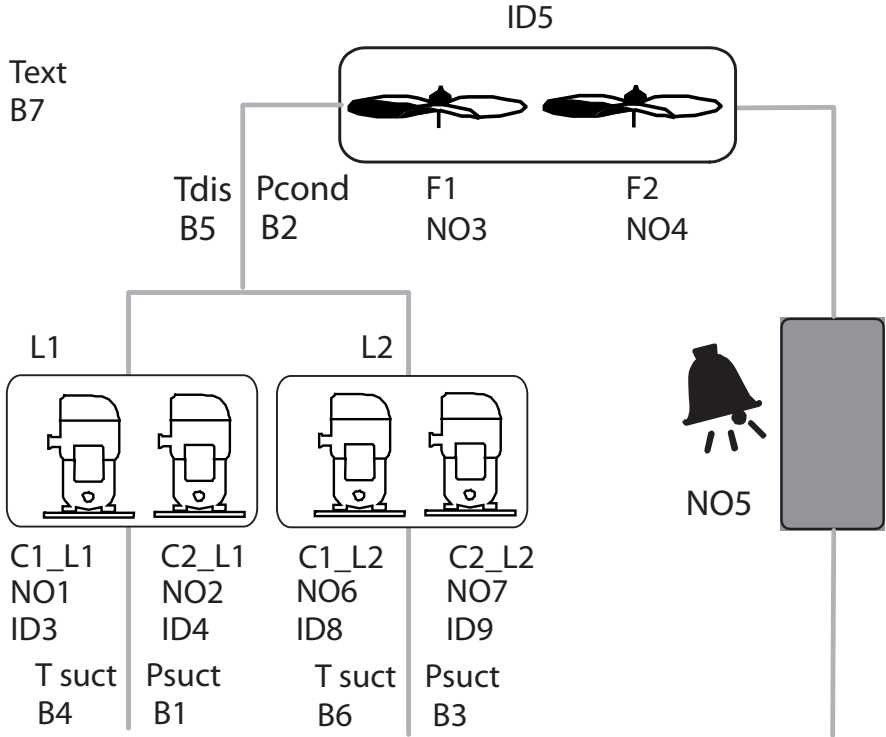 ID5
Text
B7
Tdis Pcond
B5 B2
F1
NO3
F2
NO4
L1
L2
NO5
C1_L1
NO1
ID3
C2_L1
NO2
ID4
C1_L2
NO6
ID8
C2_L2
NO7
ID9
T suct
B4
Psuct
B1
T suct
B6
Psuct
B3